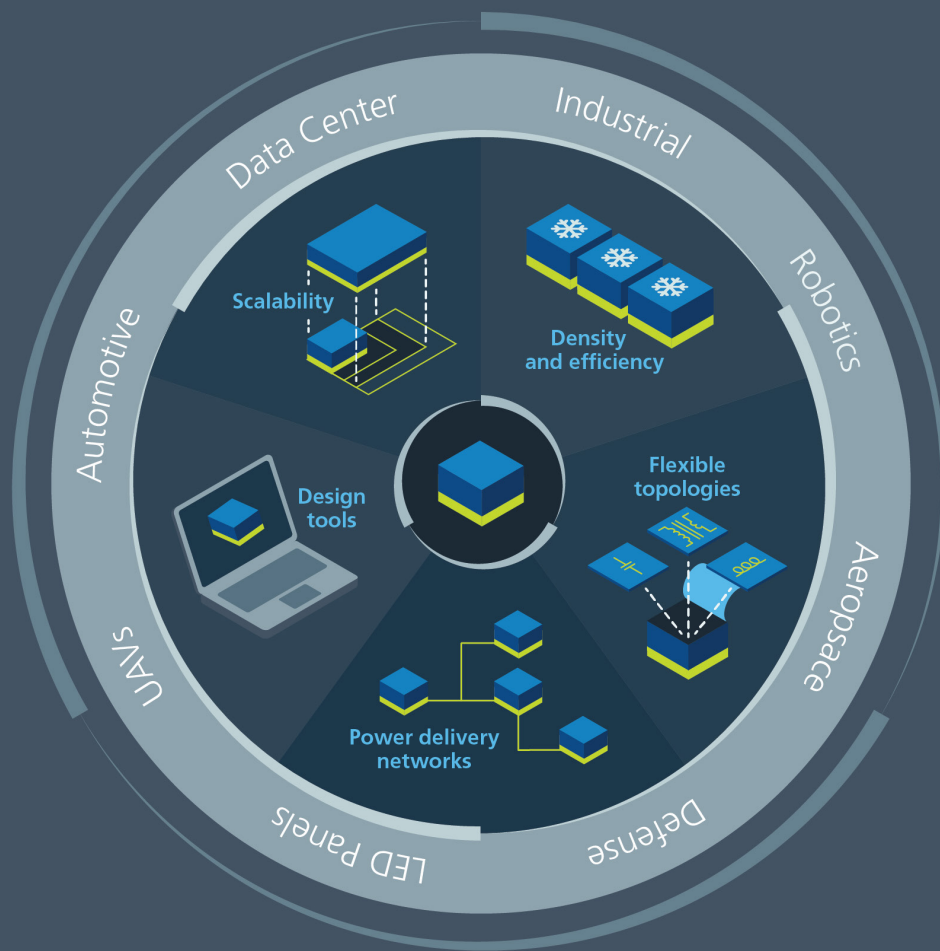 Data Center
Industrial
Robotics
Aeropsace
Defense
LED Panels
UAVs
Automotive
Scalability
Density
and efficiency
Flexible
topologies
Power delivery
networks
Design
tools